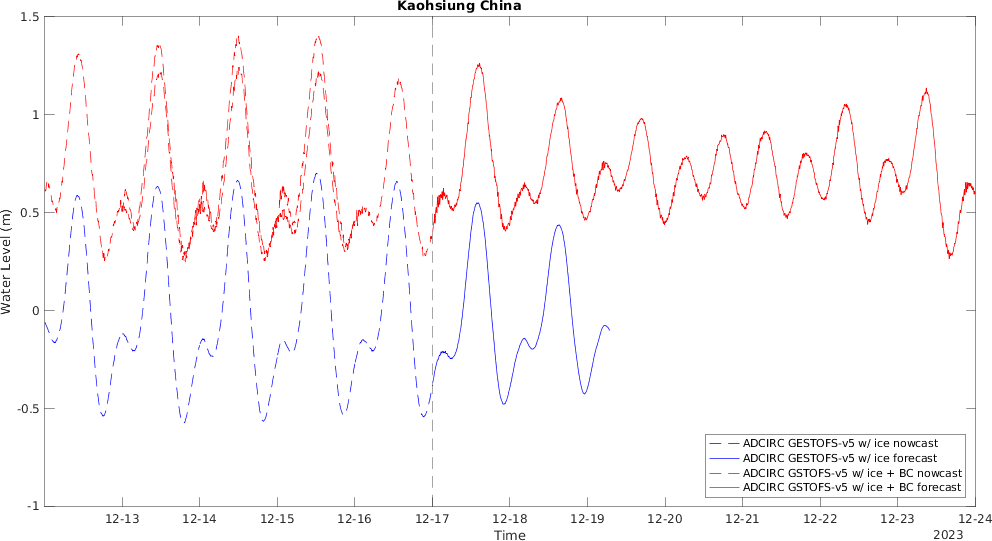 Kaohsiung China
1.5
1
0.5
0
-0.5
-1
Water Level (m)
12-13
12-14
12-15
12-16
12-17
12-18
12-19
12-20
12-21
12-22
12-23
12-24
Time
2023
ADCIRC GESTOFS-v5 w/ ice nowcast
ADCIRC GESTOFS-v5 w/ ice forecast
ADCIRC GSTOFS-v5 w/ ice + BC nowcast
ADCIRC GSTOFS-v5 w/ ice + BC forecast